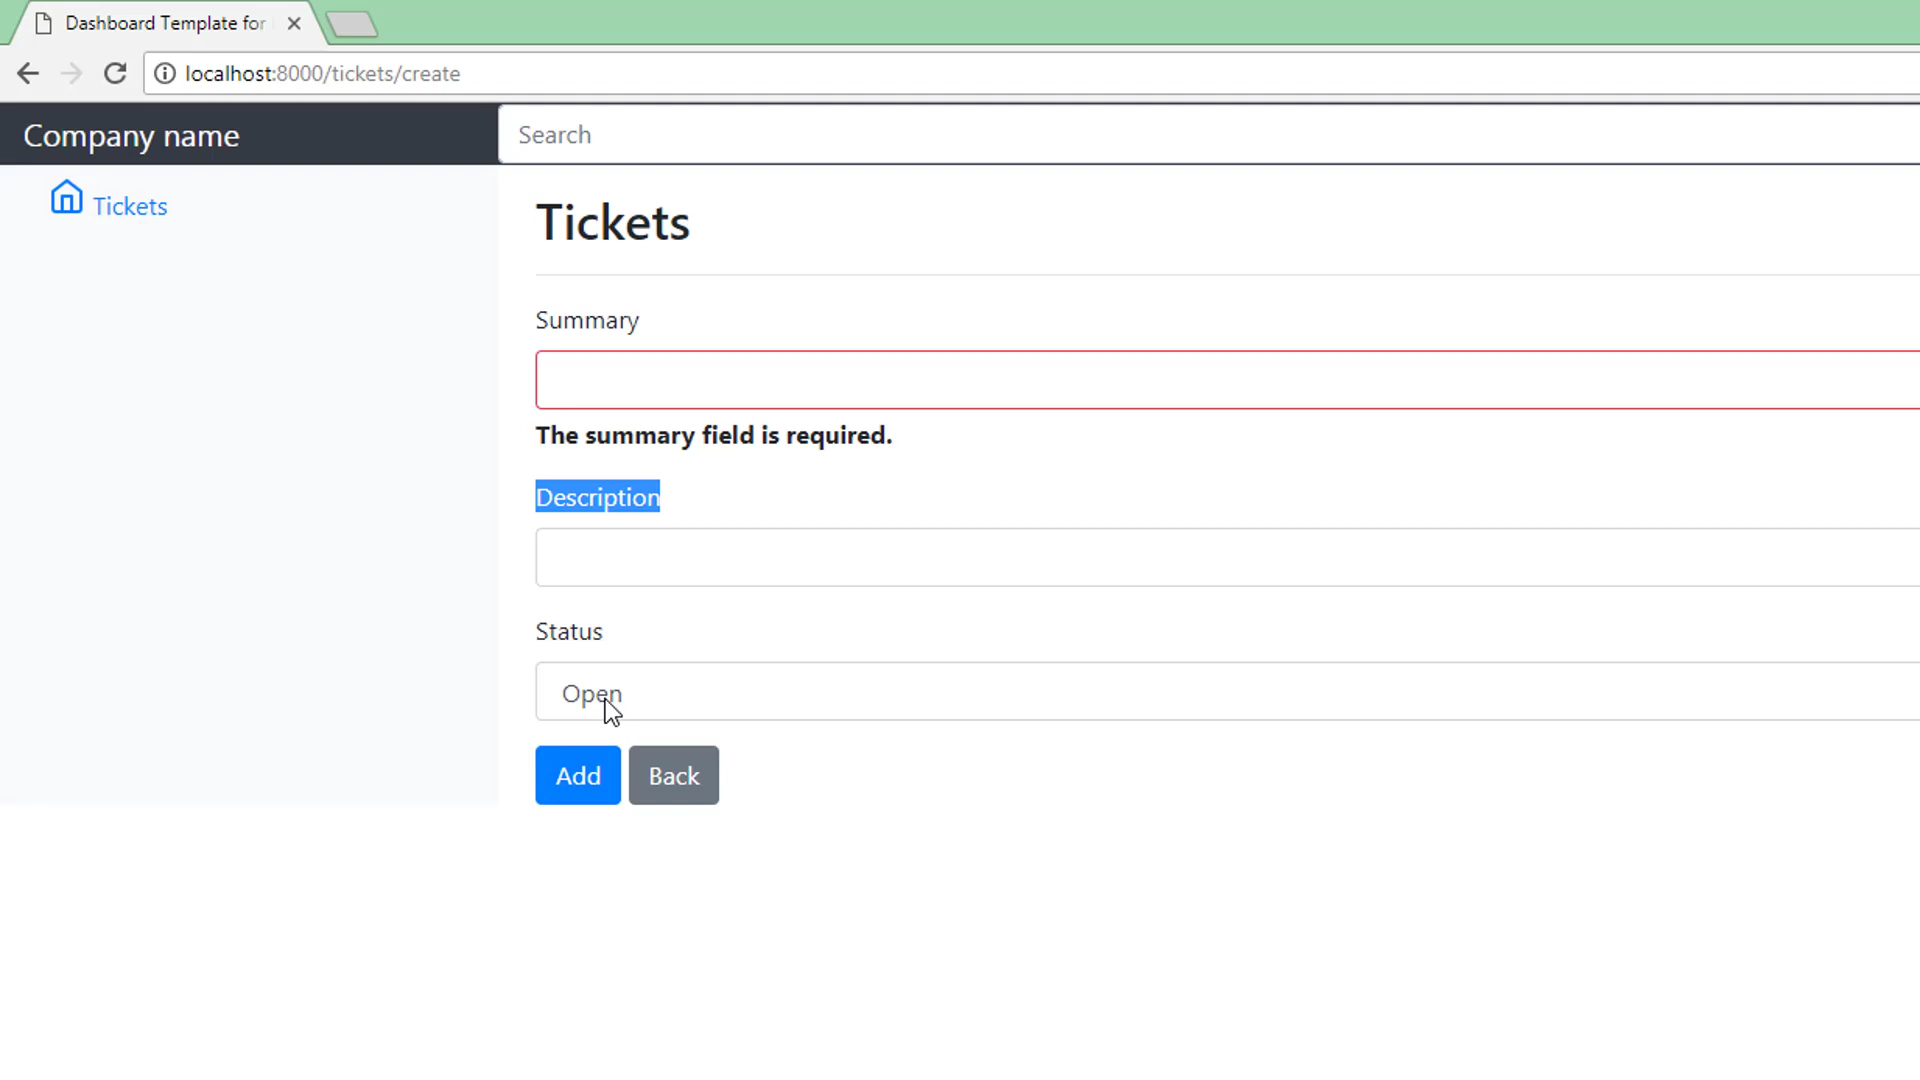 Dashboard Template for
localhost:8000/tickets/create
Company name
Search
Tickets
Tickets
Summary
The summary field is required.
Description
Status
Open
Add
Back